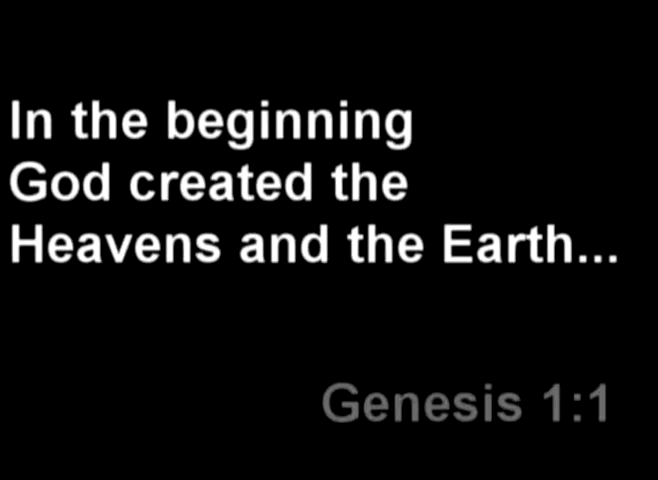 In the beginning
God created the
Heavens and the Earth...
Genesis 1:1